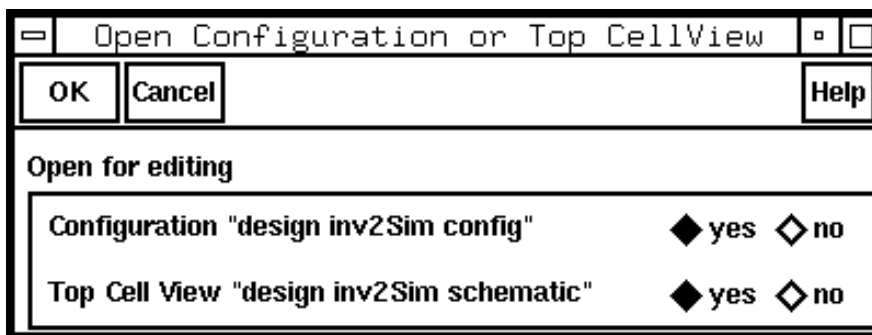 Open Configuration or Top CellView
OK Cancel Help
Open for editing
Configuration "design inv2Sim config" yes no
Top Cell View "design inv2Sim schematic" yes no